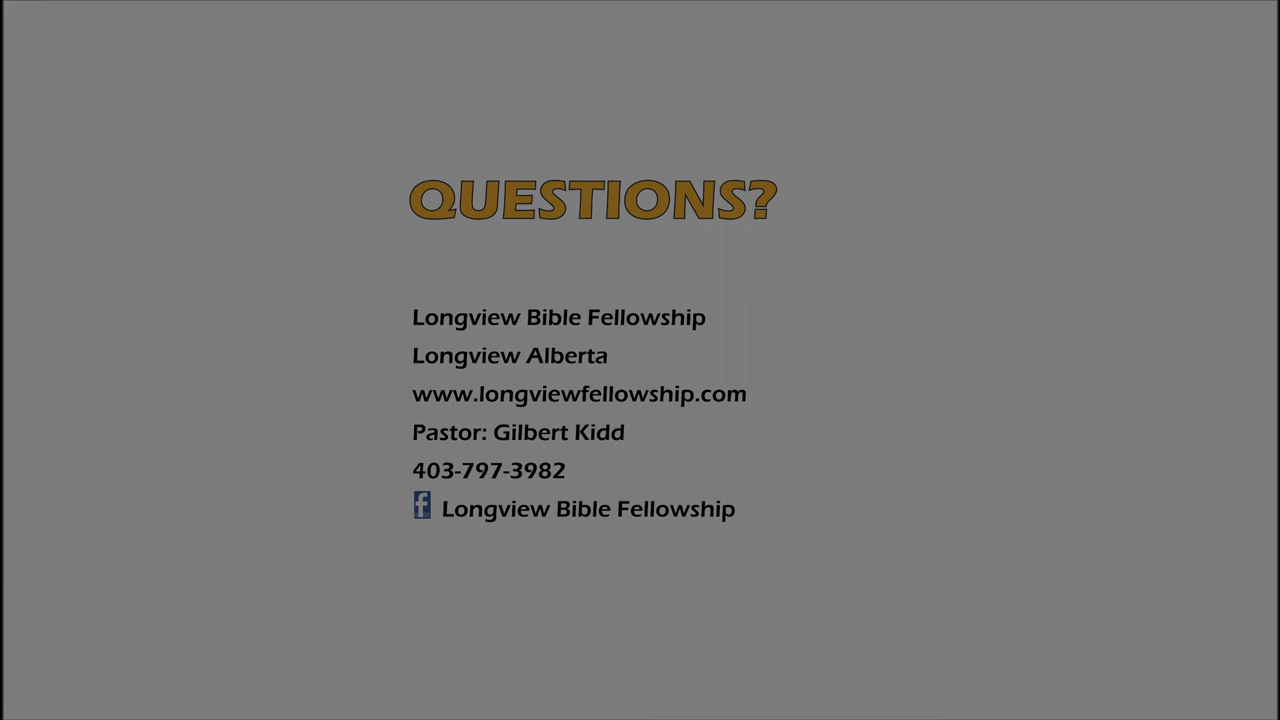 QUESTIONS?
Longview Bible Fellowship
Longview Alberta
www.longviewfellowship.com
Pastor: Gilbert Kidd
403-797-3982
f Longview Bible Fellowship